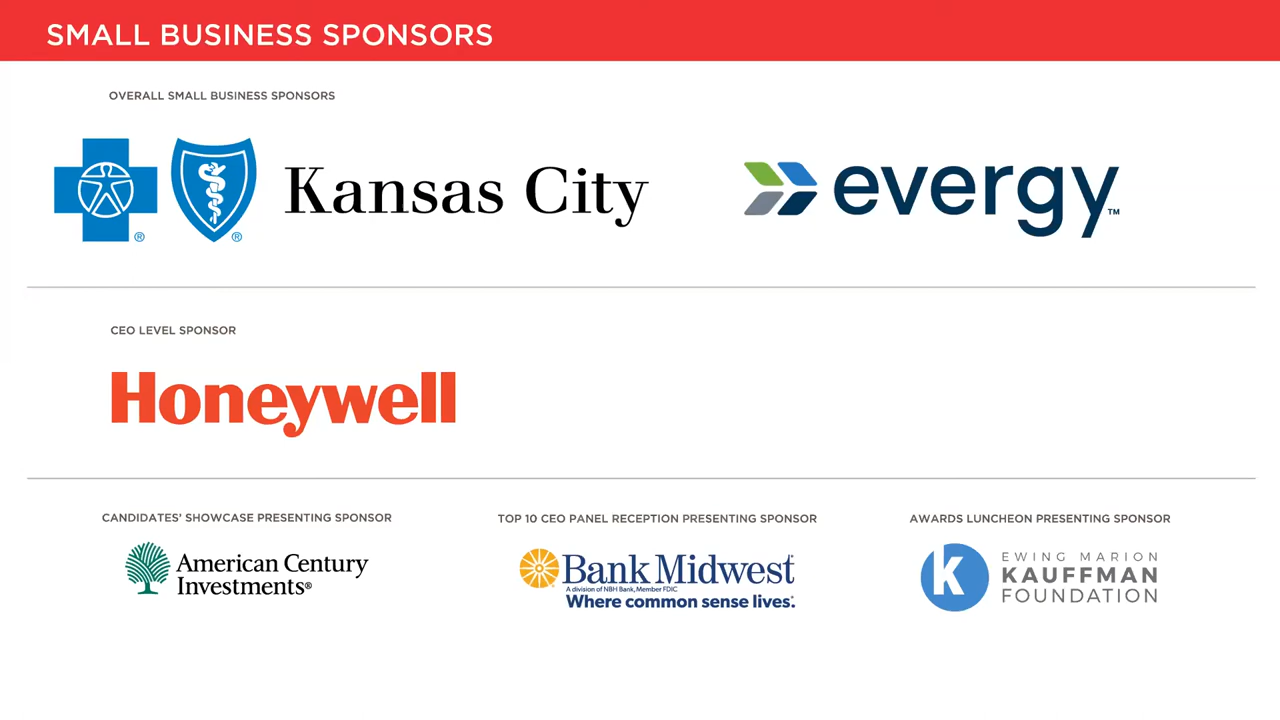 SMALL BUSINESS SPONSORS
OVERALL SMALL BUSINESS SPONSORS
® ® Kansas City
evergy™
CEO LEVEL SPONSOR
Honeywell
CANDIDATES' SHOWCASE PRESENTING SPONSOR
American Century
Investments®
TOP 10 CEO PANEL RECEPTION PRESENTING SPONSOR
Bank Midwest®
A division of NBH Bank, Member FDIC
Where common sense lives.®
AWARDS LUNCHEON PRESENTING SPONSOR
K
EWING MARION
KAUFFMAN
FOUNDATION